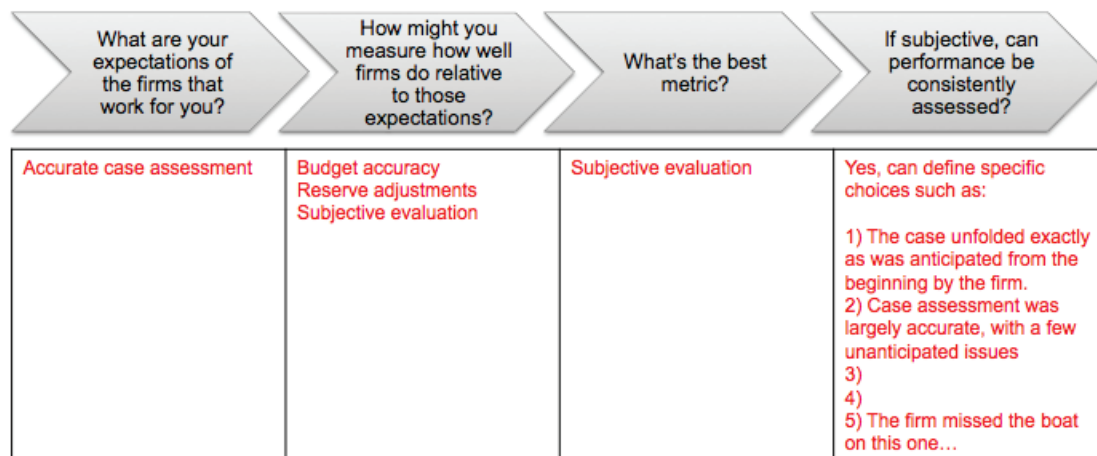 What are your
expectations of
the firms that
work for you?
How might you
measure how well
firms do relative
to those
expectations?
What's the best
metric?
If subjective, can
performance be
consistently
assessed?
Accurate case assessment
Budget accuracy
Reserve adjustments
Subjective evaluation
Subjective evaluation
Yes, can define specific
choices such as:
1) The case unfolded exactly
as was anticipated from the
beginning by the firm.
2) Case assessment was
largely accurate, with a few
unanticipated issues
3)
4)
5) The firm missed the boat
on this one…